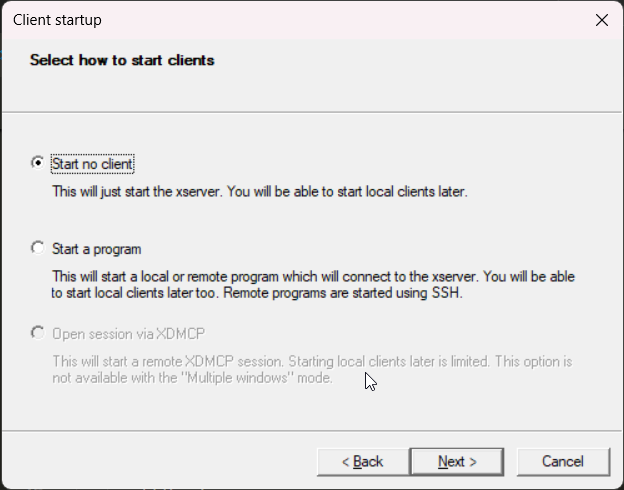 Client startup
Select how to start clients
Start no client
This will just start the xserver. You will be able to start local clients later.
Start a program
This will start a local or remote program which will connect to the xserver. You will be able
to start local clients later too. Remote programs are started using SSH.
Open session via XDMCP
This will start a remote XDMCP session. Starting local clients later is limited. This option is
not available with the "Multiple windows" mode.
< Back Next > Cancel